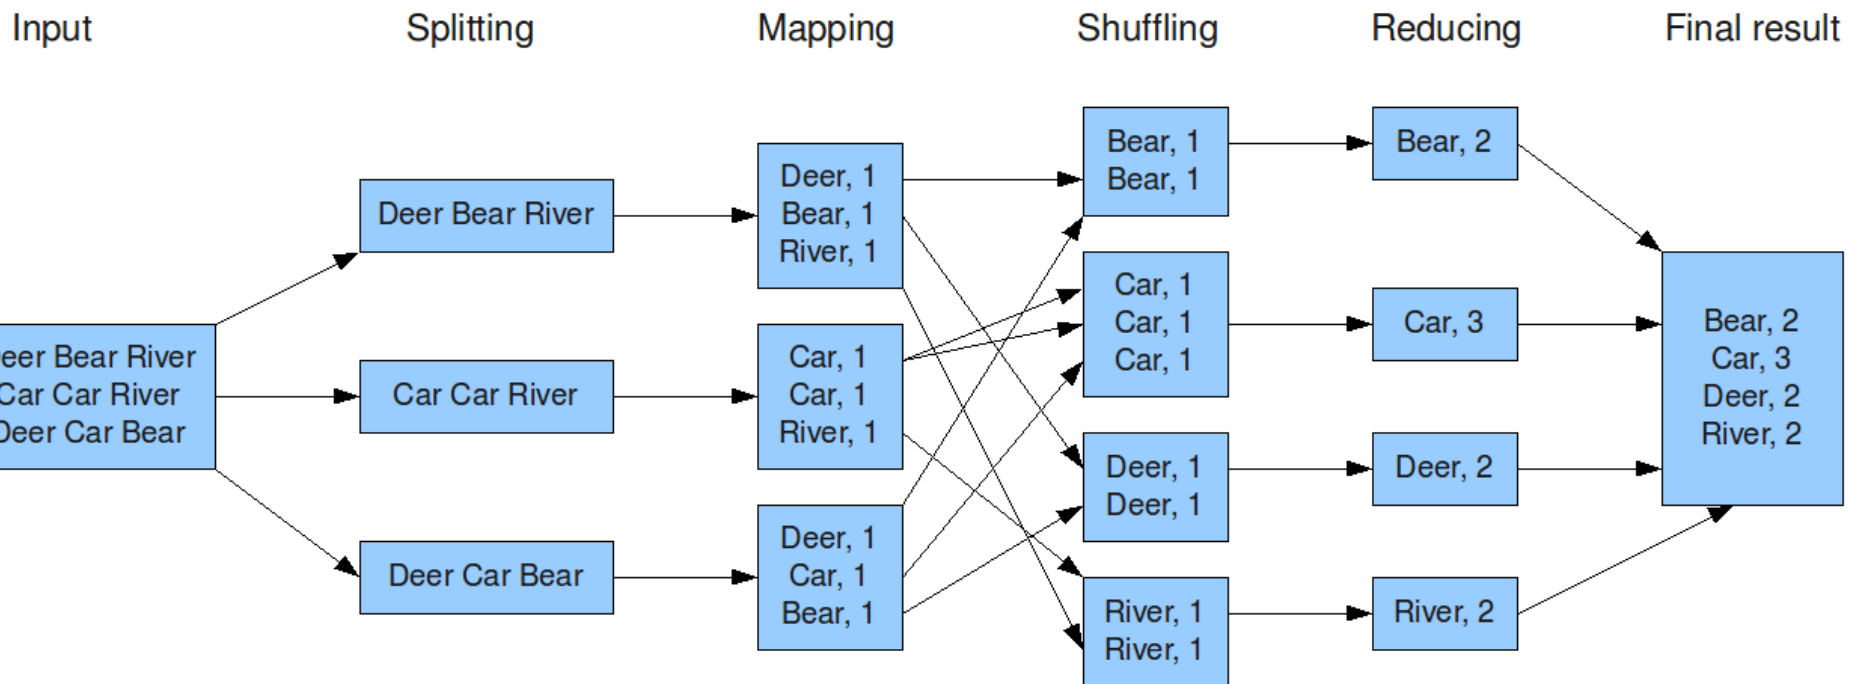 Input
Splitting
Mapping
Shuffling
Reducing
Final result
eer Bear River
Car Car River
Deer Car Bear
Deer Bear River
Car Car River
Deer Car Bear
Deer, 1
Bear, 1
River, 1
Car, 1
Car, 1
River, 1
Deer, 1
Car, 1
Bear, 1
Bear, 1
Bear, 1
Car, 1
Car, 1
Car, 1
Deer, 1
Deer, 1
River, 1
River, 1
Bear, 2
Car, 3
Deer, 2
River, 2
Bear, 2
Car, 3
Deer, 2
River, 2